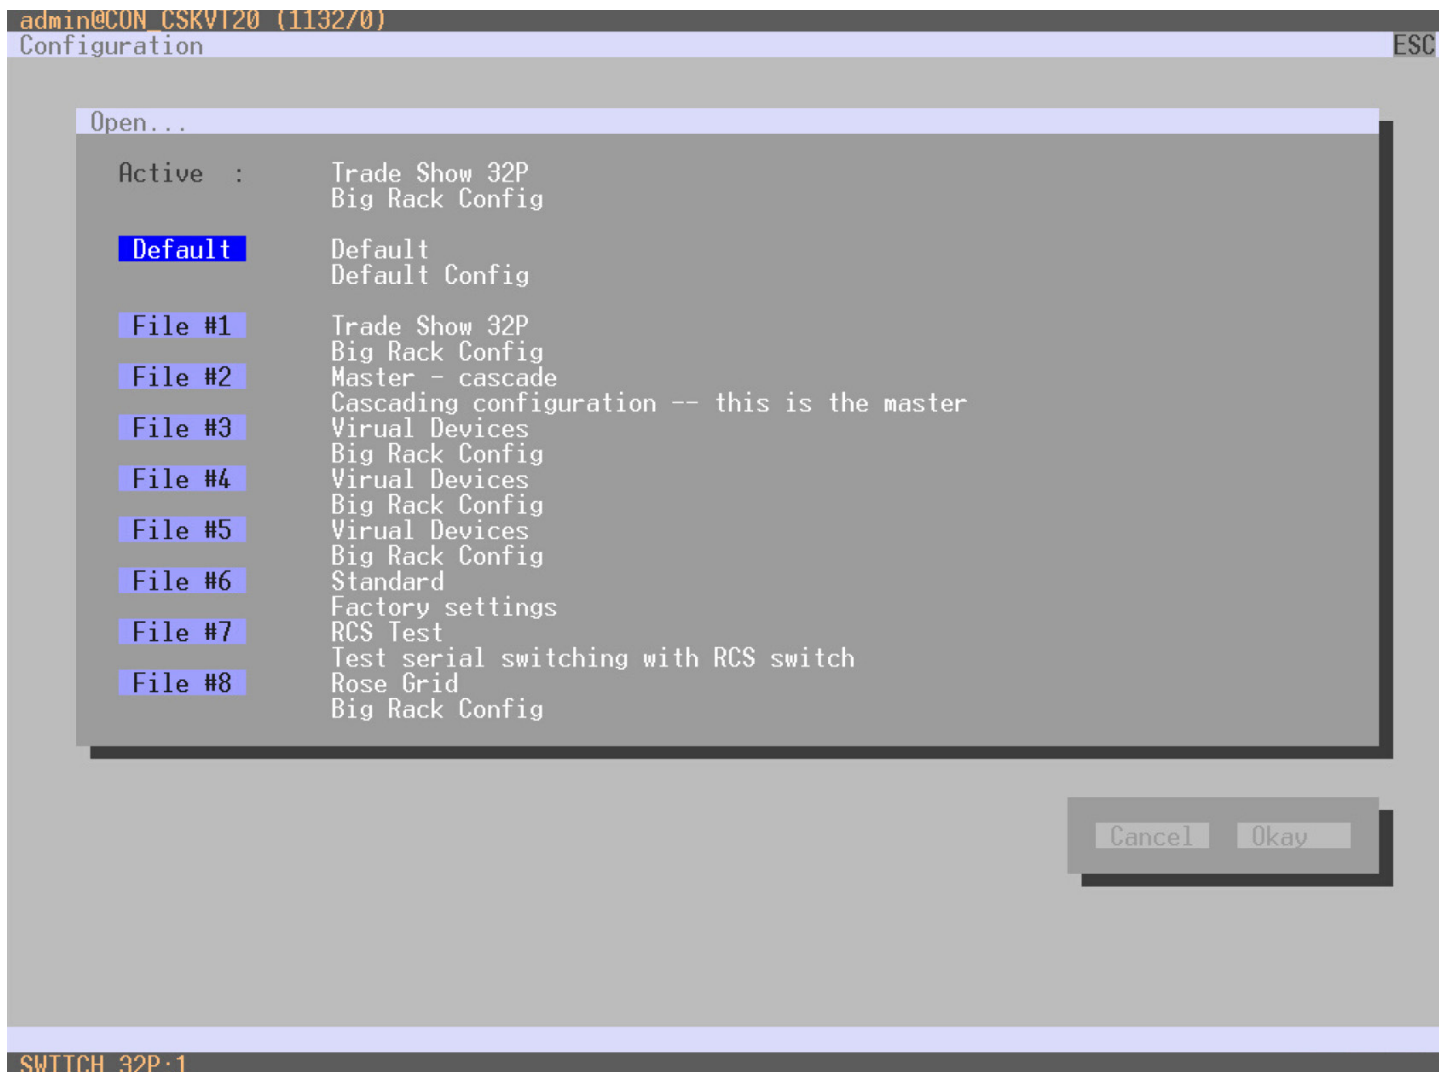 admin@CON_CSKVT20 (1132/0)
Configuration ESC
Open...
Active : Trade Show 32P
Big Rack Config
Default Default
Default Config
File #1 Trade Show 32P
Big Rack Config
File #2 Master - cascade
Cascading configuration -- this is the master
File #3 Virual Devices
Big Rack Config
File #4 Virual Devices
Big Rack Config
File #5 Virual Devices
Big Rack Config
File #6 Standard
Factory settings
File #7 RCS Test
Test serial switching with RCS switch
File #8 Rose Grid
Big Rack Config
Cancel Okay
SWITCH 32P:1